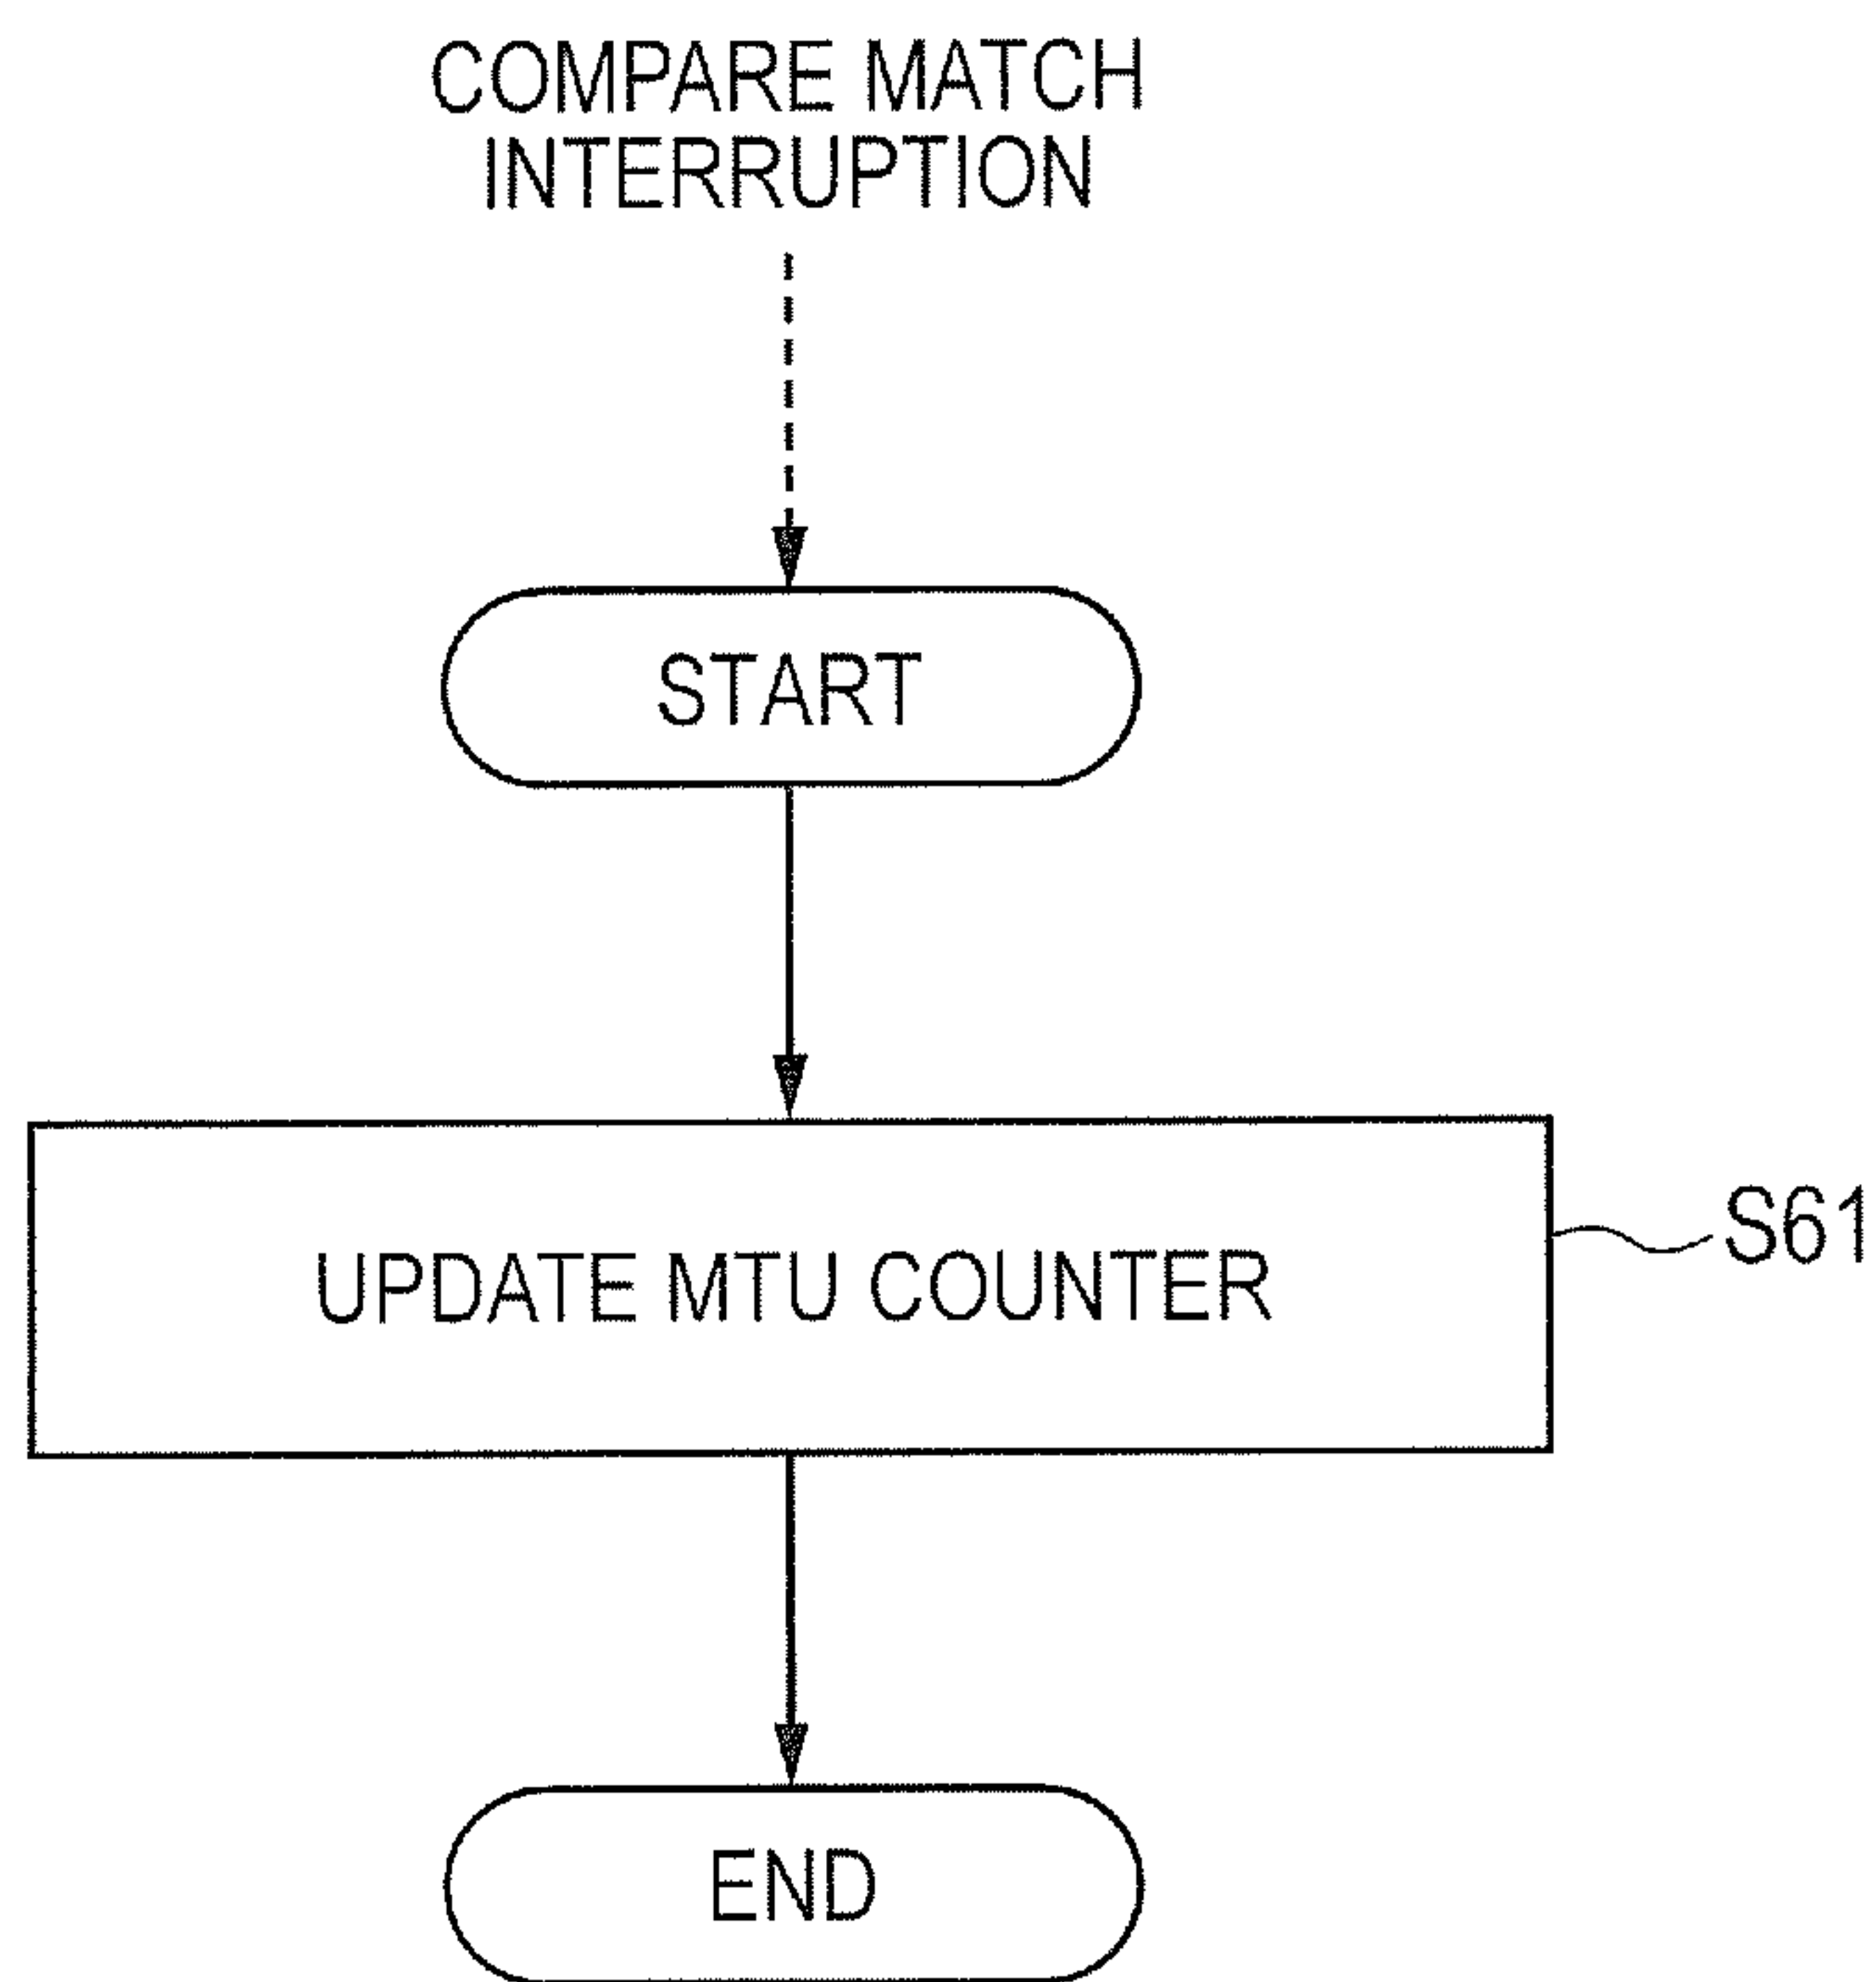 COMPARE MATCH
INTERRUPTION
START
UPDATE MTU COUNTER
S61
END